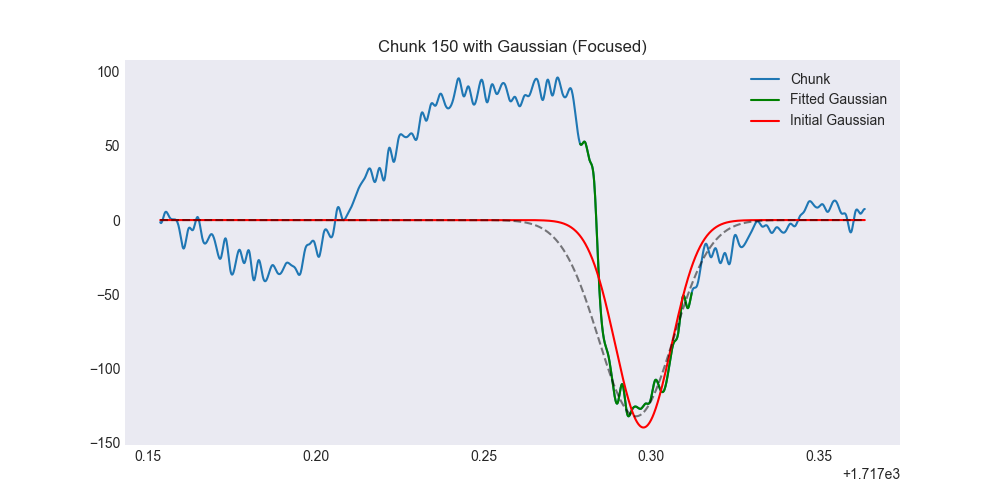 Chunk 150 with Gaussian (Focused)
100
50
0
−50
−100
−150
Chunk
Fitted Gaussian
Initial Gaussian
0.15 0.20 0.25 0.30 0.35
+1.717e3